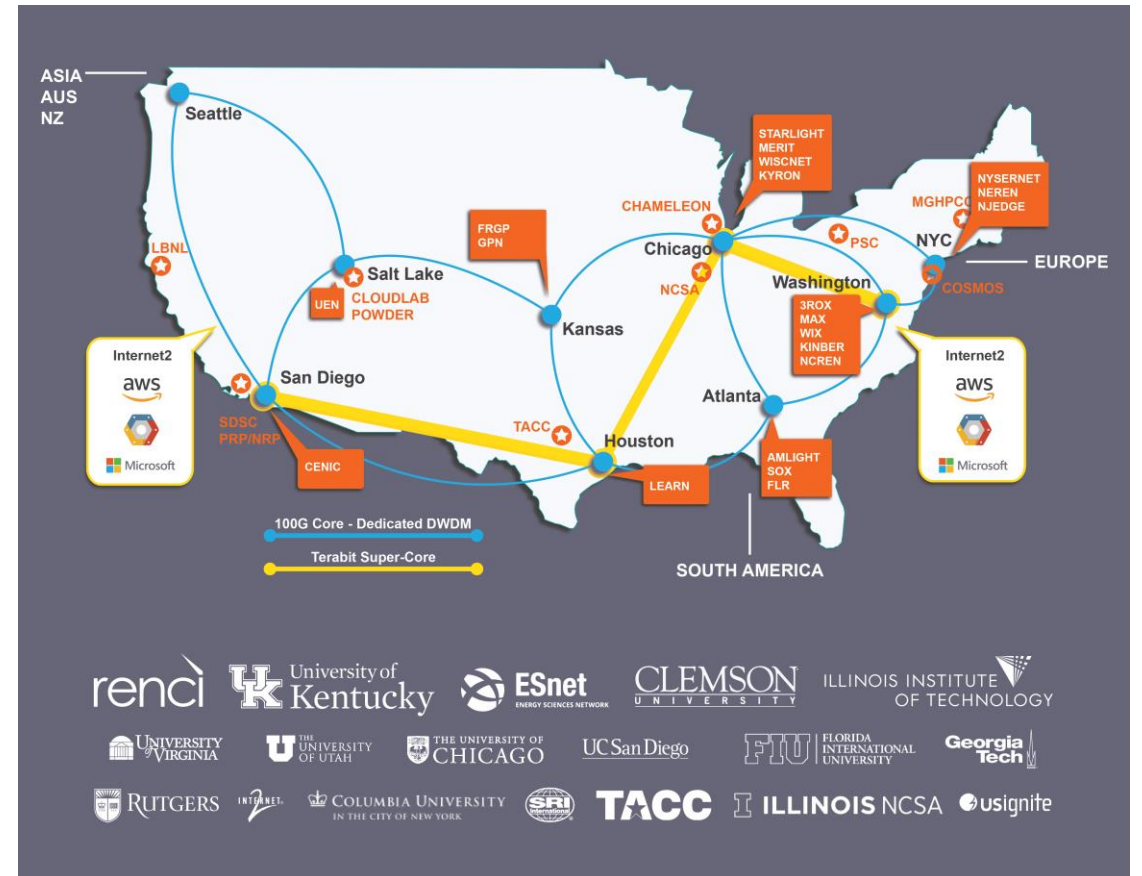 ASIA
AUS
NZ
Seattle
STARLIGHT
MERIT
WISCNET
KYRON
NYSERNET
NEREN
NJEDGE
MGHPCC
CHAMELEON
FRGP
GPN
PSC
NYC
LBNL
Chicago
EUROPE
Salt Lake
NCSA
Washington
COSMOS
UEN
CLOUDLAB
POWDER
3ROX
MAX
WIX
KINBER
NCREN
Kansas
Internet2
aws
Microsoft
Internet2
aws
Microsoft
San Diego
Atlanta
SDSC
PRP/NRP
TACC
Houston
CENIC
LEARN
AMLIGHT
SOX
FLR
100G Core - Dedicated DWDM
Terabit Super-Core
SOUTH AMERICA
renci
UK University of Kentucky
ESnet
ENERGY SCIENCES NETWORK
CLEMSON
UNIVERSITY
ILLINOIS INSTITUTE
OF TECHNOLOGY
UNIVERSITY
of VIRGINIA
U THE
UNIVERSITY
OF UTAH
THE UNIVERSITY OF
CHICAGO
UC San Diego
FIU
FLORIDA
INTERNATIONAL
UNIVERSITY
Georgia
Tech
RUTGERS
INTERNET2
COLUMBIA UNIVERSITY
IN THE CITY OF NEW YORK
SRI
International
TACC
I ILLINOIS NCSA
usignite